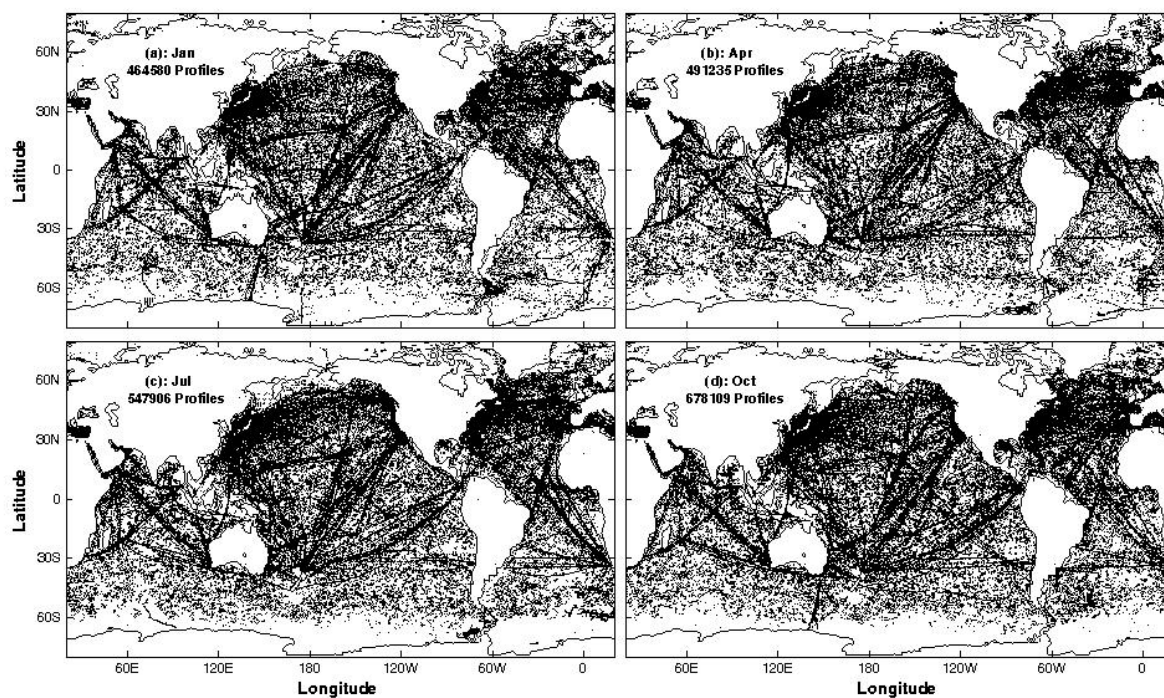 (a): Jan
464580 Profiles
(b): Apr
491235 Profiles
60N
30N
0
30S
60S
Latitude
(c): Jul
547906 Profiles
(d): Oct
678109 Profiles
60N
30N
0
30S
60S
Latitude
60E 120E 180 120W 60W 0
60E 120E 180 120W 60W 0
Longitude
Longitude